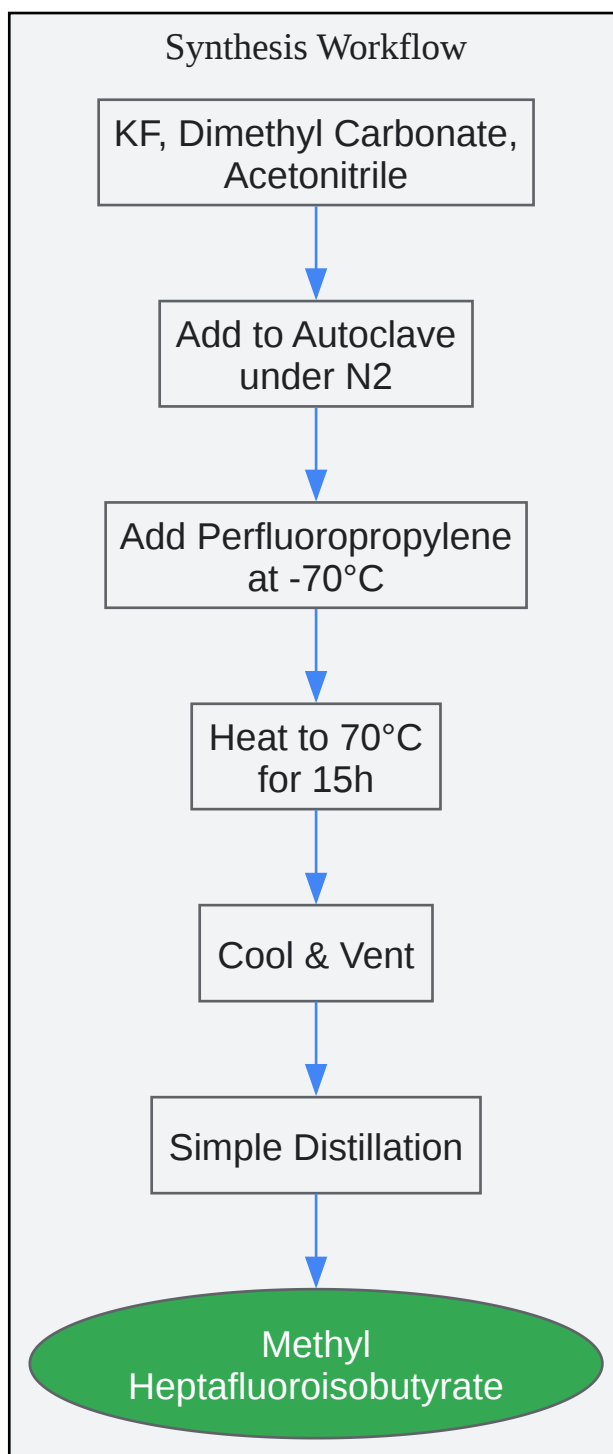 Synthesis Workflow
KF, Dimethyl Carbonate,
Acetonitrile
Add to Autoclave
under N2
Add Perfluoropropylene
at -70°C
Heat to 70°C
for 15h
Cool & Vent
Simple Distillation
Methyl
Heptafluoroisobutyrate